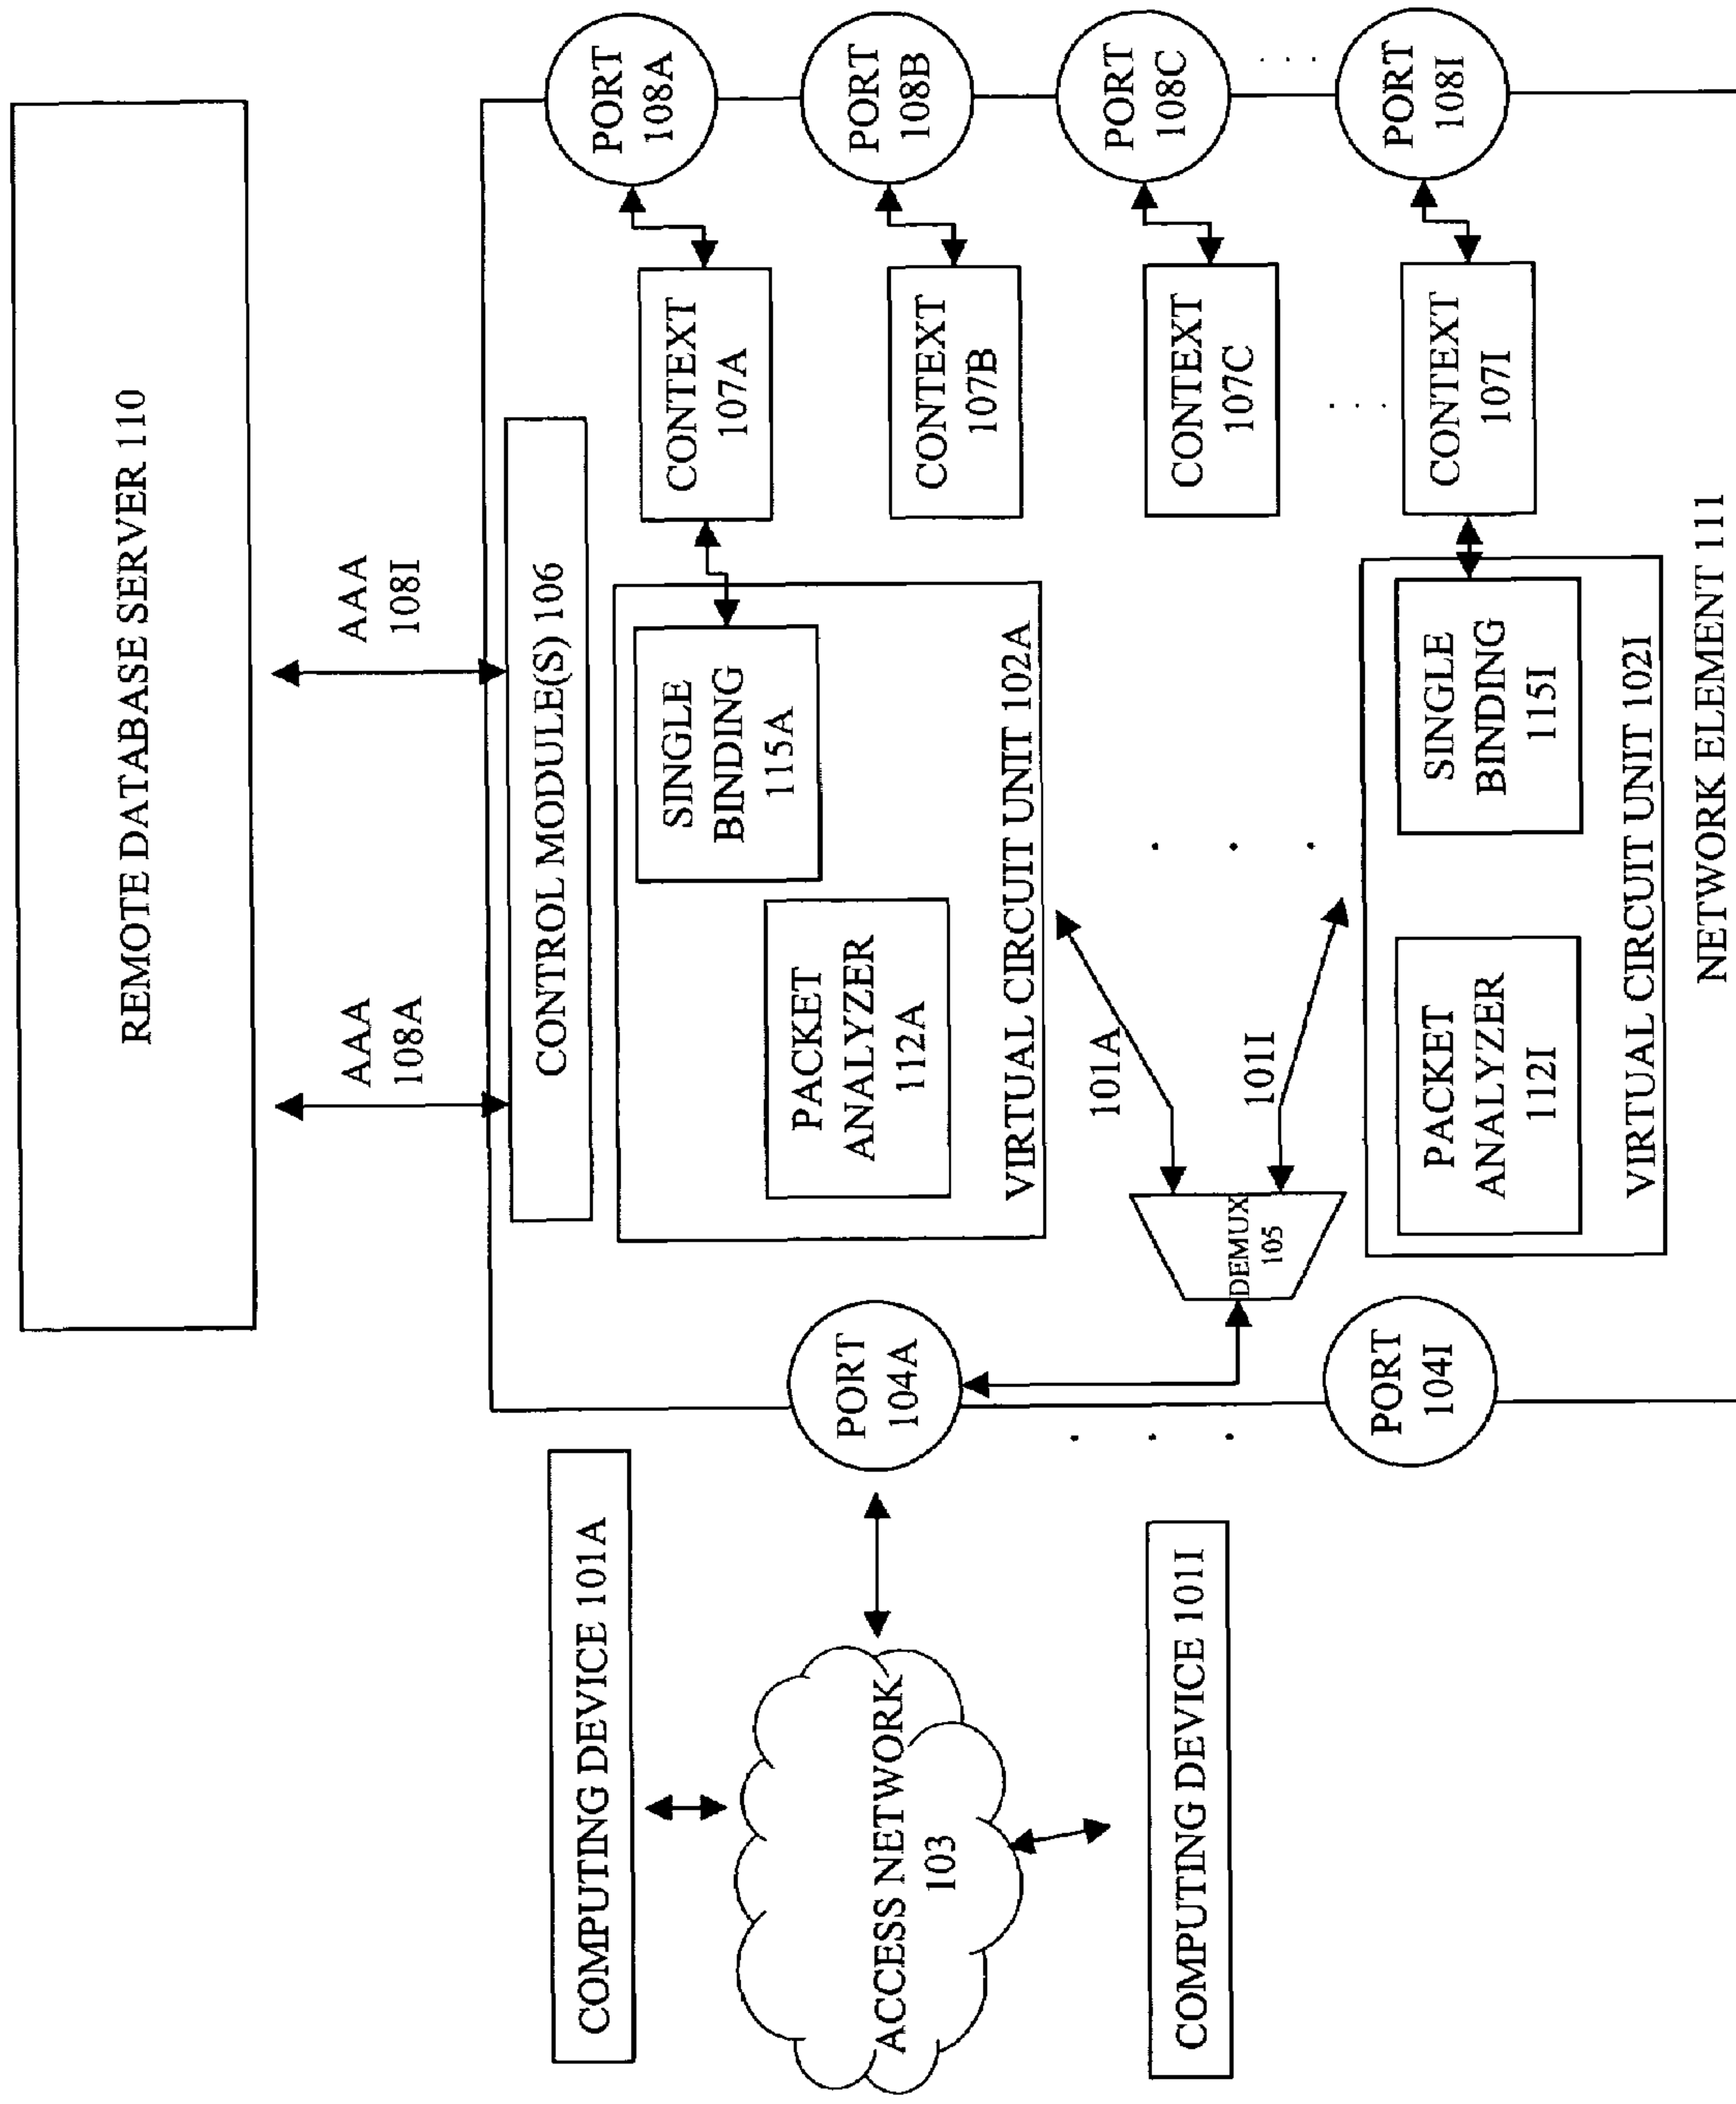 REMOTE DATABASE SERVER 110
AAA
108A
AAA
108I
COMPUTING DEVICE 101A
ACCESS NETWORK
103
COMPUTING DEVICE 101I
PORT
104A
PORT
104I
CONTROL MODULE(S) 106
PACKET
ANALYZER
112A
SINGLE
BINDING
115A
VIRTUAL CIRCUIT UNIT 102A
DEMUX
105
101A
101I
PACKET
ANALYZER
112I
SINGLE
BINDING
115I
VIRTUAL CIRCUIT UNIT 102I
CONTEXT
107A
CONTEXT
107B
CONTEXT
107C
CONTEXT
107I
PORT
108A
PORT
108B
PORT
108C
PORT
108I
NETWORK ELEMENT 111